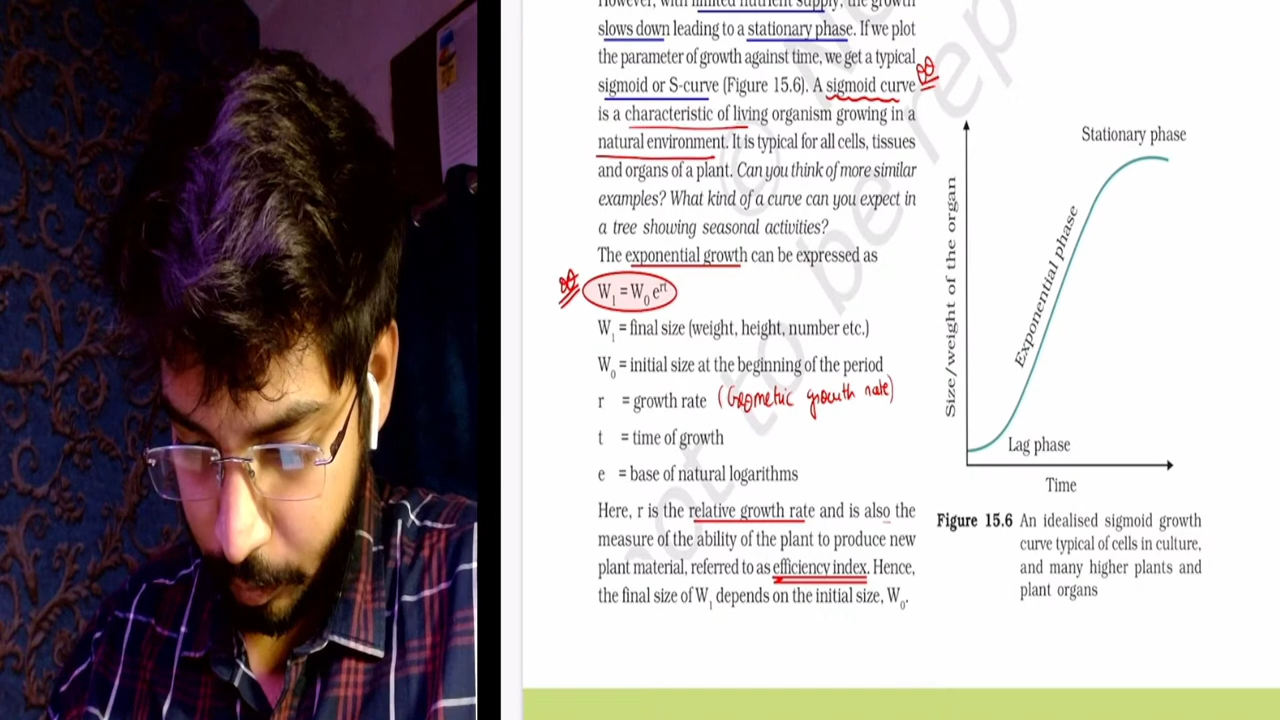 However, with limited nutrient supply, the growth
slows down leading to a stationary phase. If we plot
the parameter of growth against time, we get a typical
sigmoid or S-curve (Figure 15.6). A sigmoid curve
is a characteristic of living organism growing in a
natural environment. It is typical for all cells, tissues
and organs of a plant. Can you think of more similar
examples? What kind of a curve can you expect in
a tree showing seasonal activities?
The exponential growth can be expressed as
W₁ = W₀ eʳᵗ
W₁ = final size (weight, height, number etc.)
W₀ = initial size at the beginning of the period
r = growth rate (Geometric growth rate)
t = time of growth
e = base of natural logarithms
Here, r is the relative growth rate and is also the
measure of the ability of the plant to produce new
plant material, referred to as efficiency index. Hence,
the final size of W₁ depends on the initial size, W₀.
Stationary phase
Exponential phase
Lag phase
Size/weight of the organ
Time
Figure 15.6 An idealised sigmoid growth
curve typical of cells in culture,
and many higher plants and
plant organs
not to be rep